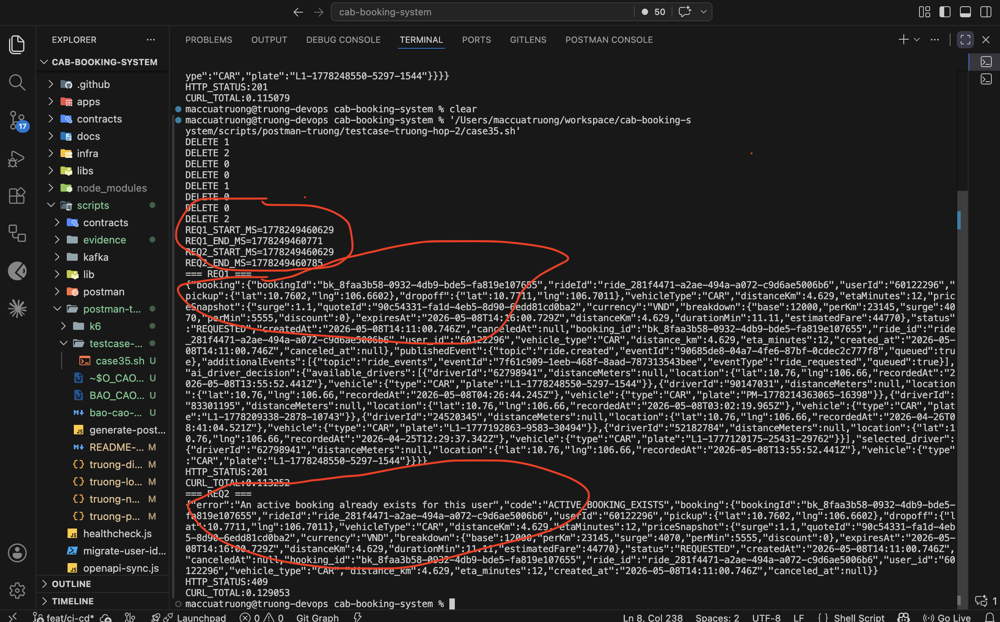 cab-booking-system
50
EXPLORER
PROBLEMS OUTPUT DEBUG CONSOLE TERMINAL PORTS GITLENS POSTMAN CONSOLE
CAB-BOOKING-SYSTEM
.github
apps
contracts
docs
infra
libs
node_modules
scripts
contracts
evidence
kafka
lib
postman
postman-t...
k6
testcase-...
case35.sh U
~$O_CAO... U
BAO_CAO... U
bao-cao-... U
generate-post...
README-... M
truong-di... M
truong-lo... M
truong-n... M
truong-p... M
healthcheck.js
migrate-user-id...
openapi-sync.js
OUTLINE
TIMELINE
17
ype":"CAR","plate":"L1-1778248550-5297-1544"}}}}
HTTP_STATUS:201
CURL_TOTAL:0.115079
maccuatruong@truong-devops cab-booking-system % clear
maccuatruong@truong-devops cab-booking-system % '/Users/maccuatruong/workspace/cab-booking-s
ystem/scripts/postman-truong/testcase-truong-hop-2/case35.sh'
DELETE 1
DELETE 2
DELETE 0
DELETE 0
DELETE 1
DELETE 0
DELETE 0
DELETE 2
REQ1_START_MS=1778249460629
REQ1_END_MS=1778249460771
REQ2_START_MS=1778249460629
REQ2_END_MS=1778249460785
=== REQ1 ===
{"booking":{"bookingId":"bk_8faa3b58-0932-4db9-bde5-fa819e107655","rideId":"ride_281f4471-a2ae-494a-a072-c9d6ae5006b6","userId":"60122296","
pickup":{"lat":10.7602,"lng":106.6602},"dropoff":{"lat":10.7711,"lng":106.7011},"vehicleType":"CAR","distanceKm":4.629,"etaMinutes":12,"pric
eSnapshot":{"surge":1.1,"quoteId":"90c54331-fa1d-4eb5-8d90-6edd81cd0ba2","currency":"VND","breakdown":{"base":12000,"perKm":23145,"surge":40
70,"perMin":5555,"discount":0},"expiresAt":"2026-05-08T14:16:00.729Z","distanceKm":4.629,"durationMin":11.11,"estimatedFare":44770},"status"
:"REQUESTED","createdAt":"2026-05-08T14:11:00.746Z","canceledAt":null,"booking_id":"bk_8faa3b58-0932-4db9-bde5-fa819e107655","ride_id":"ride
_281f4471-a2ae-494a-a072-c9d6ae5006b6","user_id":"60122296","vehicle_type":"CAR","distance_km":4.629,"eta_minutes":12,"created_at":"2026-05-
08T14:11:00.746Z","canceled_at":null},"publishedEvent":{"topic":"ride.created","eventId":"90685de8-04a7-4fe6-87bf-0cdec2c777f8","queued":tru
e},"additionalEvents":[{"topic":"ride_events","eventId":"7f61c909-1eeb-468f-8aad-787313543bee","eventType":"ride_requested","queued":true}],
"ai_driver_decision":{"available_drivers":[{"driverId":"62798941","distanceMeters":null,"location":{"lat":10.76,"lng":106.66,"recordedAt":"2
026-05-08T13:55:52.441Z"},"vehicle":{"type":"CAR","plate":"L1-1778248550-5297-1544"}},{"driverId":"90147031","distanceMeters":null,"location
":{"lat":10.76,"lng":106.66,"recordedAt":"2026-05-08T04:26:44.245Z"},"vehicle":{"type":"CAR","plate":"PM-1778214363065-16398"}},{"driverId":
"83301195","distanceMeters":null,"location":{"lat":10.76,"lng":106.66,"recordedAt":"2026-05-08T03:02:19.965Z"},"vehicle":{"type":"CAR","plat
e":"L1-1778209338-2878-10743"}},{"driverId":"24520345","distanceMeters":null,"location":{"lat":10.76,"lng":106.66,"recordedAt":"2026-04-26T0
8:41:04.521Z"},"vehicle":{"type":"CAR","plate":"L1-1777192863-9583-30494"}},{"driverId":"52182784","distanceMeters":null,"location":{"lat":1
0.76,"lng":106.66,"recordedAt":"2026-04-25T12:29:37.342Z"},"vehicle":{"type":"CAR","plate":"L1-1777120175-25431-29762"}}],"selected_driver":
{"driverId":"62798941","distanceMeters":null,"location":{"lat":10.76,"lng":106.66,"recordedAt":"2026-05-08T13:55:52.441Z"},"vehicle":{"type"
:"CAR","plate":"L1-1778248550-5297-1544"}}}}
HTTP_STATUS:201
CURL_TOTAL:0.113252
=== REQ2 ===
{"error":"An active booking already exists for this user","code":"ACTIVE_BOOKING_EXISTS","booking":{"bookingId":"bk_8faa3b58-0932-4db9-bde5-
fa819e107655","rideId":"ride_281f4471-a2ae-494a-a072-c9d6ae5006b6","userId":"60122296","pickup":{"lat":10.7602,"lng":106.6602},"dropoff":{"l
at":10.7711,"lng":106.7011},"vehicleType":"CAR","distanceKm":4.629,"etaMinutes":12,"priceSnapshot":{"surge":1.1,"quoteId":"90c54331-fa1d-4eb
5-8d90-6edd81cd0ba2","currency":"VND","breakdown":{"base":12000,"perKm":23145,"surge":4070,"perMin":5555,"discount":0},"expiresAt":"2026-05-
08T14:16:00.729Z","distanceKm":4.629,"durationMin":11.11,"estimatedFare":44770},"status":"REQUESTED","createdAt":"2026-05-08T14:11:00.746Z",
"canceledAt":null,"booking_id":"bk_8faa3b58-0932-4db9-bde5-fa819e107655","ride_id":"ride_281f4471-a2ae-494a-a072-c9d6ae5006b6","user_id":"60
122296","vehicle_type":"CAR","distance_km":4.629,"eta_minutes":12,"created_at":"2026-05-08T14:11:00.746Z","canceled_at":null}}
HTTP_STATUS:409
CURL_TOTAL:0.129053
maccuatruong@truong-devops cab-booking-system %
1
feat/ci-cd* Launchpad 0 0 Git Graph Ln 8, Col 238 Spaces: 2 UTF-8 LF {} Shell Script Go Live